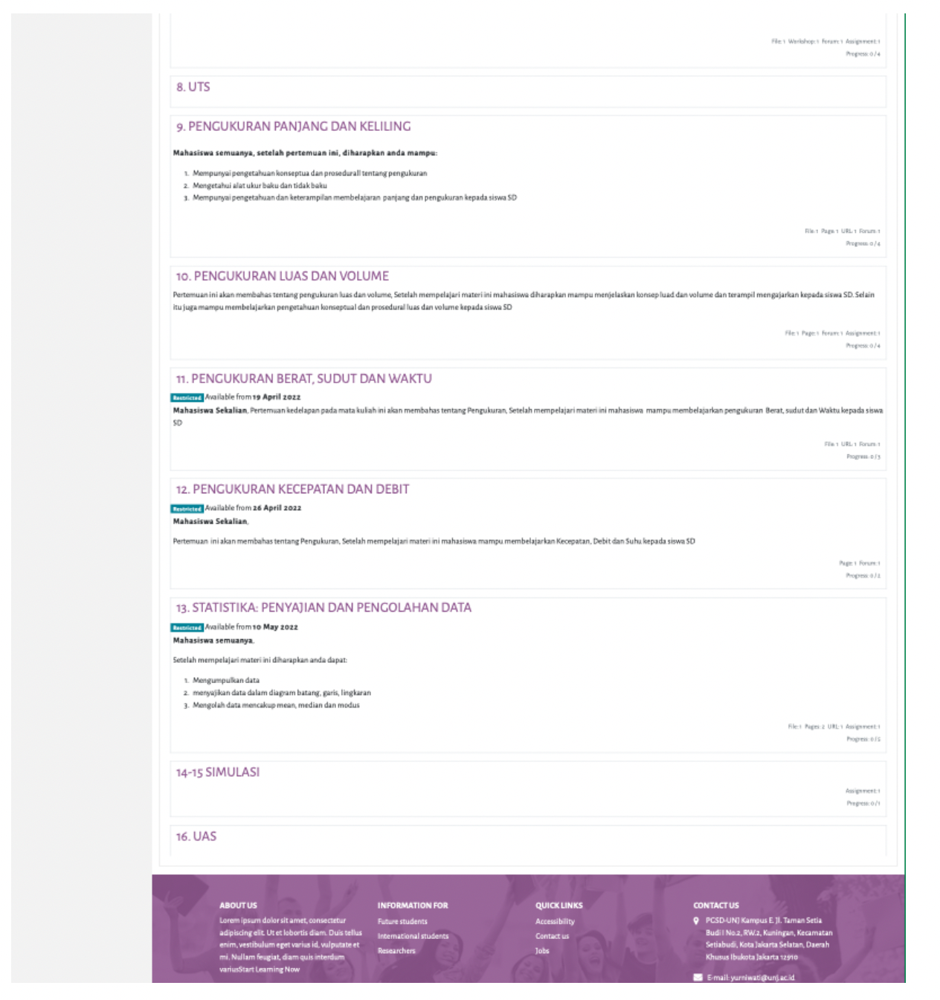 File: 1 Workshop: 1 Forum: 1 Assignment: 1
Progress: 0 / 4
8. UTS
9. PENGUKURAN PANJANG DAN KELILING
Mahasiswa semuanya, setelah pertemuan ini, diharapkan anda mampu:
1. Mempunyai pengetahuan konseptua dan prosedurall tentang pengukuran
2. Mengetahui alat ukur baku dan tidak baku
3. Mempunyai pengetahuan dan keterampilan membelajaran panjang dan pengukuran kepada siswa SD
File: 1 Page: 1 URL: 1 Forum: 1
Progress: 0 / 4
10. PENGUKURAN LUAS DAN VOLUME
Pertemuan ini akan membahas tentang pengukuran luas dan volume, Setelah mempelajari materi ini mahasiswa diharapkan mampu menjelaskan konsep luad dan volume dan terampil mengajarkan kepada siswa SD. Selain
itu juga mampu membelajarkan pengetahuan konseptual dan prosedural luas dan volume kepada siswa SD
File: 1 Page: 1 Forum: 1 Assignment: 1
Progress: 0 / 4
11. PENGUKURAN BERAT, SUDUT DAN WAKTU
Restricted Available from 19 April 2022
Mahasiswa Sekalian, Pertemuan kedelapan pada mata kuliah ini akan membahas tentang Pengukuran, Setelah mempelajari materi ini mahasiswa mampu membelajarkan pengukuran Berat, sudut dan Waktu kepada siswa
SD
File: 1 URL: 1 Forum: 1
Progress: 0 / 3
12. PENGUKURAN KECEPATAN DAN DEBIT
Restricted Available from 26 April 2022
Mahasiswa Sekalian,
Pertemuan ini akan membahas tentang Pengukuran, Setelah mempelajari materi ini mahasiswa mampu membelajarkan Kecepatan, Debit dan Suhu kepada siswa SD
Page: 1 Forum: 1
Progress: 0 / 2
13. STATISTIKA: PENYAJIAN DAN PENGOLAHAN DATA
Restricted Available from 10 May 2022
Mahasiswa semuanya,
Setelah mempelajari materi ini diharapkan anda dapat:
1. Mengumpulkan data
2. menyajikan data dalam diagram batang, garis, lingkaran
3. Mengolah data mencakup mean, median dan modus
File: 1 Pages: 2 URL: 1 Assignment: 1
Progress: 0 / 5
14-15 SIMULASI
Assignment: 1
Progress: 0 / 1
16. UAS
ABOUT US
Lorem ipsum dolor sit amet, consectetur
adipiscing elit. Ut et lobortis diam. Duis tellus
enim, vestibulum eget varius id, vulputate et
mi. Nullam feugiat, diam quis interdum
variusStart Learning Now
INFORMATION FOR
Future students
International students
Researchers
QUICK LINKS
Accessibility
Contact us
Jobs
CONTACT US
PGSD-UNJ Kampus E. Jl. Taman Setia
Budi I No.2, RW.2, Kuningan, Kecamatan
Setiabudi, Kota Jakarta Selatan, Daerah
Khusus Ibukota Jakarta 12910
E-mail: yurniwati@unj.ac.id